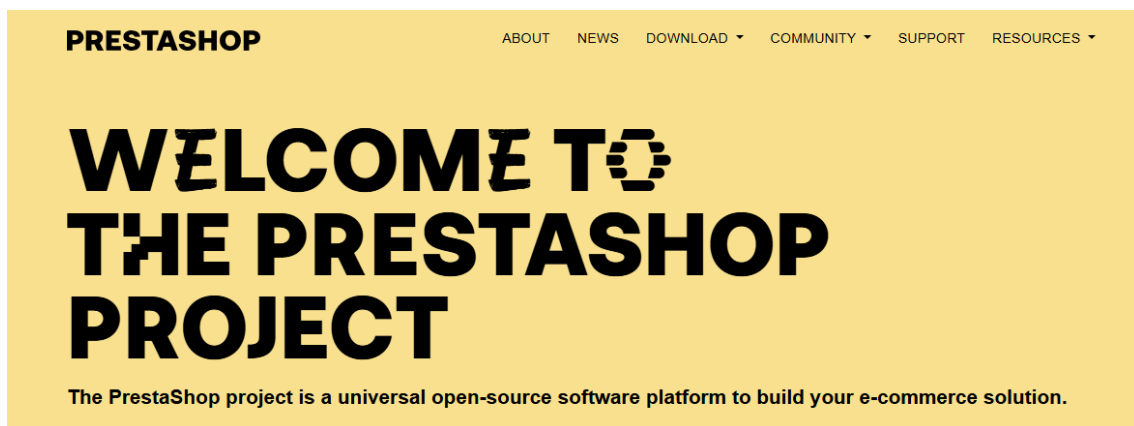 PRESTASHOP
ABOUT NEWS DOWNLOAD COMMUNITY SUPPORT RESOURCES
WELCOME TO
THE PRESTASHOP
PROJECT
The PrestaShop project is a universal open-source software platform to build your e-commerce solution.